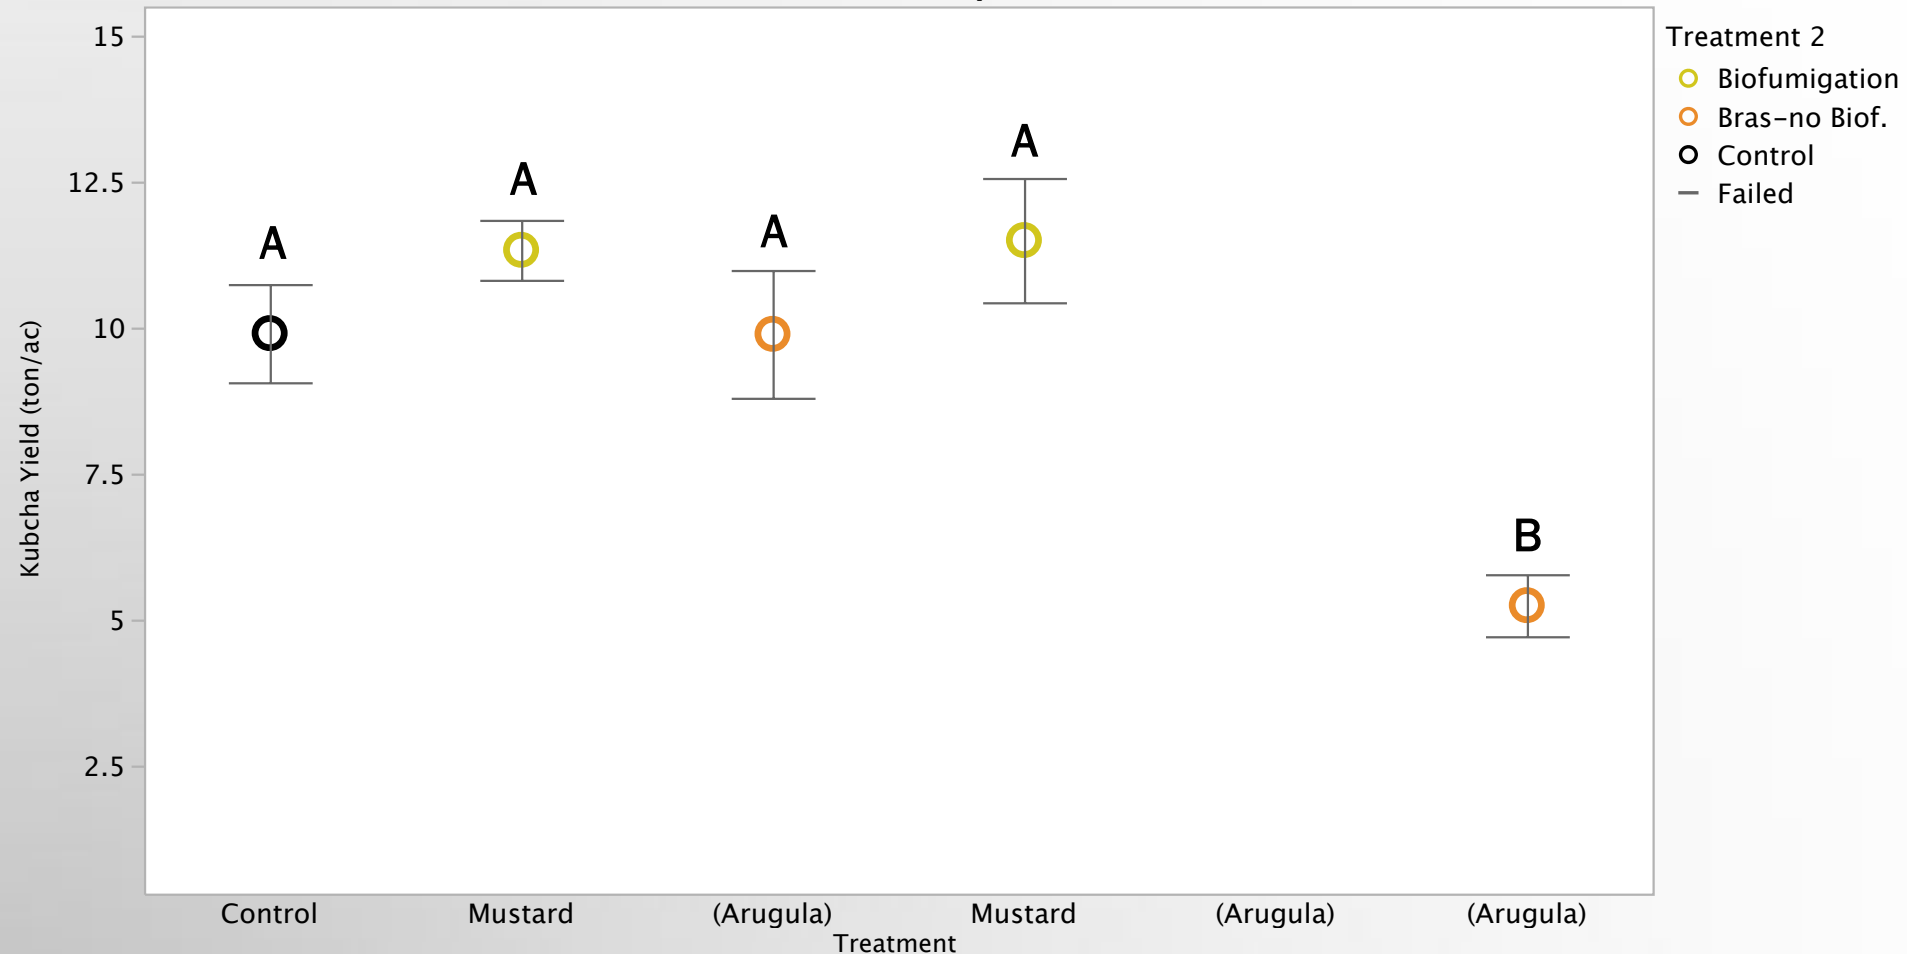 15
12.5
10
7.5
5
2.5
Kubcha Yield (ton/ac)
A
A
A
A
B
Control
Mustard
(Arugula)
Mustard
(Arugula)
(Arugula)
Treatment
Treatment 2
Biofumigation
Bras-no Biof.
Control
Failed